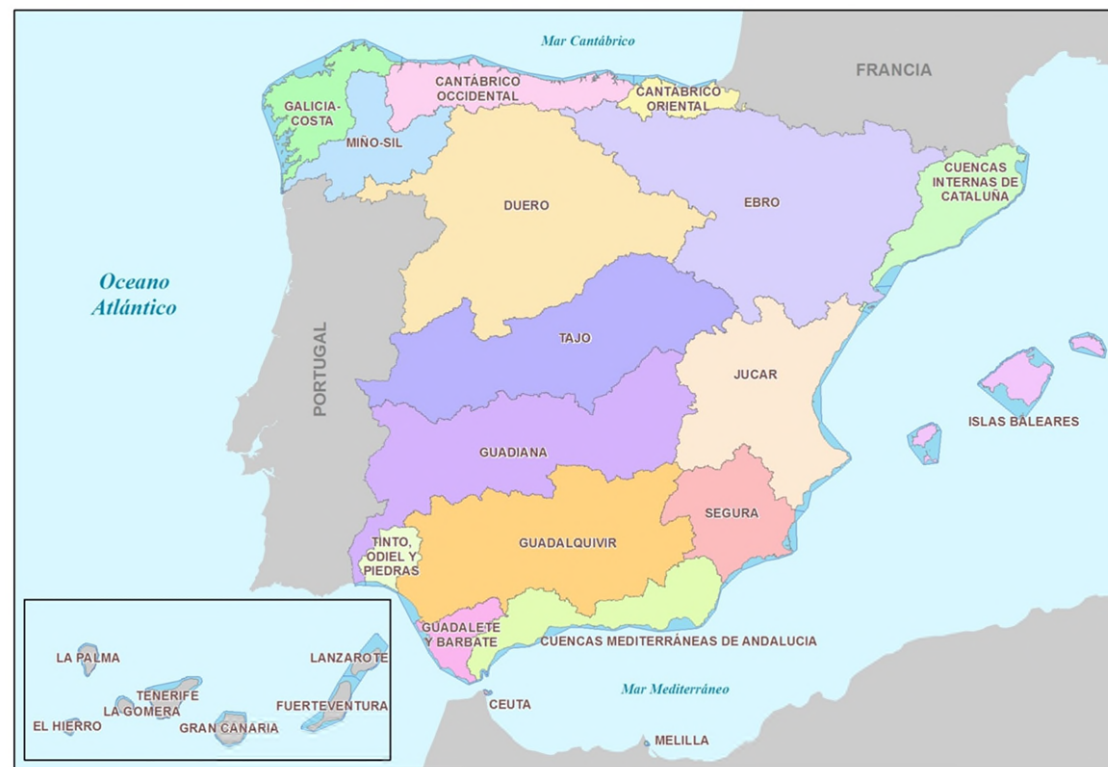 Mar Cantábrico
FRANCIA
CANTÁBRICO
OCCIDENTAL
CANTÁBRICO
ORIENTAL
GALICIA-
COSTA
MIÑO-SIL
CUENCAS
INTERNAS DE
CATALUÑA
DUERO
EBRO
Oceano
Atlántico
TAJO
PORTUGAL
JUCAR
ISLAS BALEARES
GUADIANA
SEGURA
TINTO,
ODIEL Y
PIEDRAS
GUADALQUIVIR
GUADALETE
Y BARBATE
CUENCAS MEDITERRÁNEAS DE ANDALUCIA
LA PALMA
LANZAROTE
TENERIFE
LA GOMERA
FUERTEVENTURA
EL HIERRO
GRAN CANARIA
Mar Mediterráneo
CEUTA
MELILLA